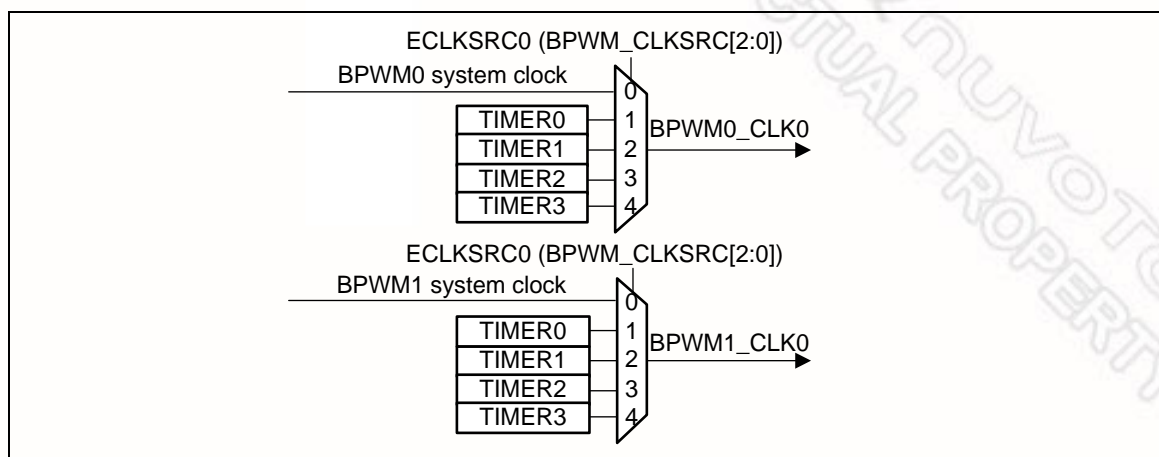 ECLKSRC0 (BPWM_CLKSRC[2:0])
BPWM0 system clock
0
TIMER0 1
BPWM0_CLK0
TIMER1 2
TIMER2 3
TIMER3 4
ECLKSRC0 (BPWM_CLKSRC[2:0])
BPWM1 system clock
0
TIMER0 1
BPWM1_CLK0
TIMER1 2
TIMER2 3
TIMER3 4